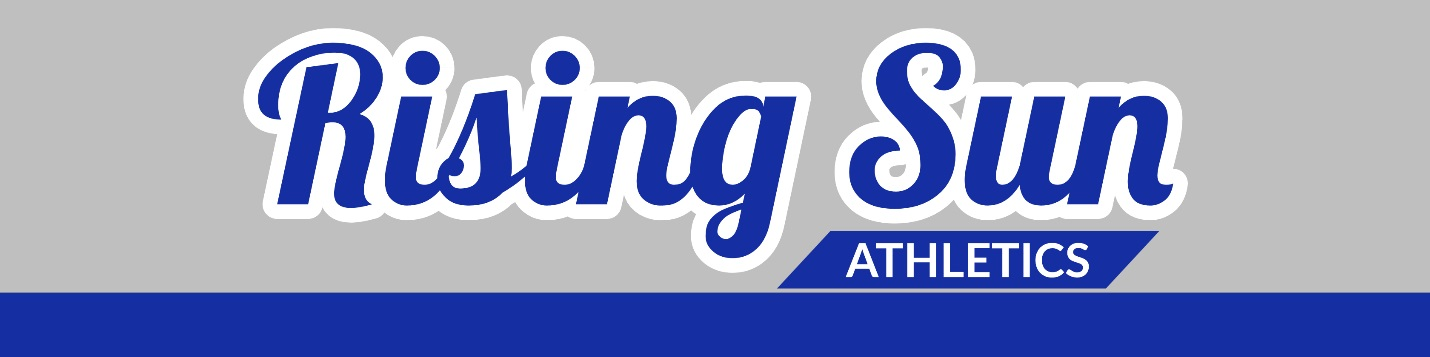 Rising Sun
ATHLETICS